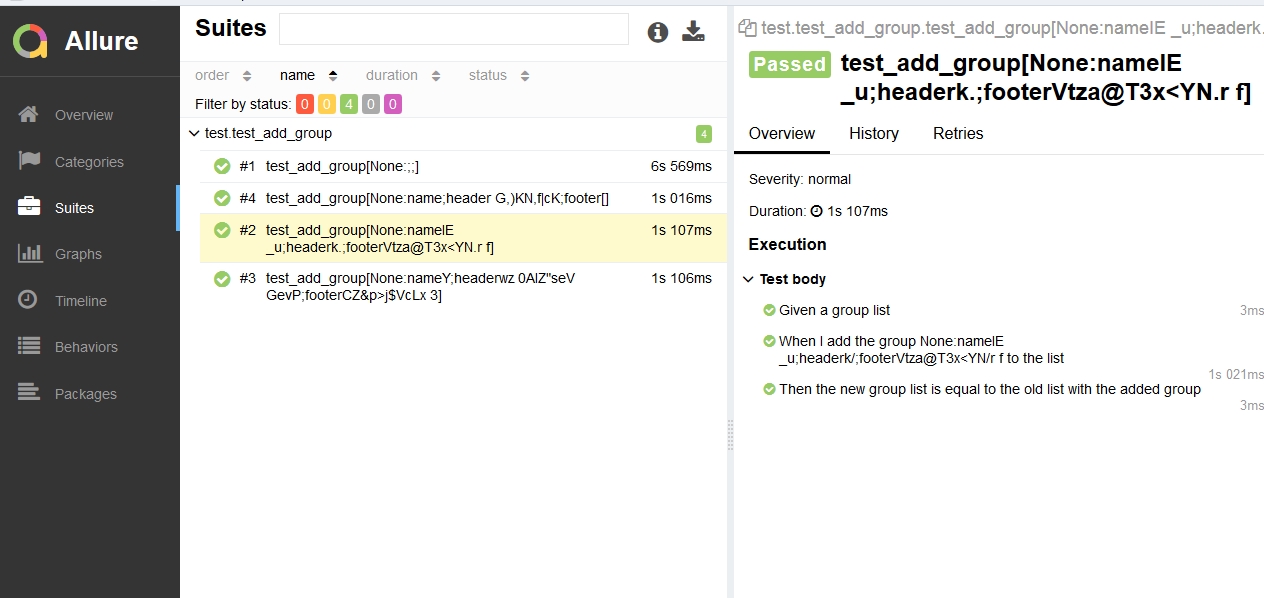 Allure
Overview
Categories
Suites
Graphs
Timeline
Behaviors
Packages
Suites
order name duration status
Filter by status: 0 0 4 0 0
test.test_add_group 4
#1 test_add_group[None:;;] 6s 569ms
#4 test_add_group[None:name;header G,)KN,f|cK;footer[] 1s 016ms
#2 test_add_group[None:namelE 1s 107ms
_u;headerk.;footerVtza@T3x<YN.r f]
#3 test_add_group[None:nameY;headerwz 0AlZ"seV 1s 106ms
GevP;footerCZ&p>j$VcLx 3]
test.test_add_group.test_add_group[None:namelE _u;headerk.
Passed test_add_group[None:namelE
_u;headerk.;footerVtza@T3x<YN.r f]
Overview History Retries
Severity: normal
Duration: 1s 107ms
Execution
Test body
Given a group list 3ms
When I add the group None:namelE
_u;headerk/;footerVtza@T3x<YN/r f to the list
1s 021ms
Then the new group list is equal to the old list with the added group
3ms